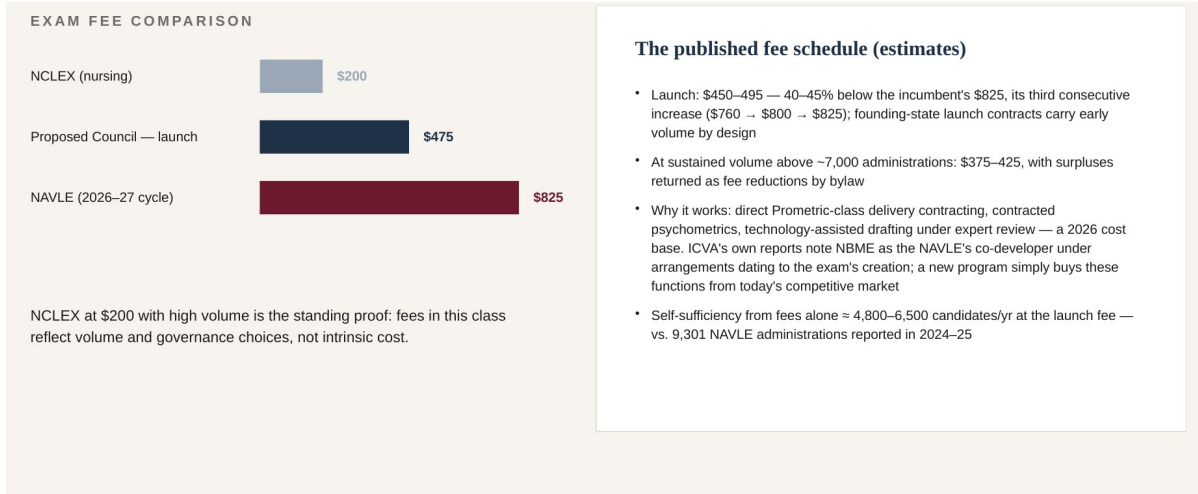 EXAM FEE COMPARISON
NCLEX (nursing)
$200
Proposed Council — launch
$475
NAVLE (2026–27 cycle)
$825
NCLEX at $200 with high volume is the standing proof: fees in this class
reflect volume and governance choices, not intrinsic cost.
The published fee schedule (estimates)
• Launch: $450–495 — 40–45% below the incumbent's $825, its third consecutive
increase ($760 → $800 → $825); founding-state launch contracts carry early
volume by design
• At sustained volume above ~7,000 administrations: $375–425, with surpluses
returned as fee reductions by bylaw
• Why it works: direct Prometric-class delivery contracting, contracted
psychometrics, technology-assisted drafting under expert review — a 2026 cost
base. ICVA's own reports note NBME as the NAVLE's co-developer under
arrangements dating to the exam's creation; a new program simply buys these
functions from today's competitive market
• Self-sufficiency from fees alone ≈ 4,800–6,500 candidates/yr at the launch fee —
vs. 9,301 NAVLE administrations reported in 2024–25